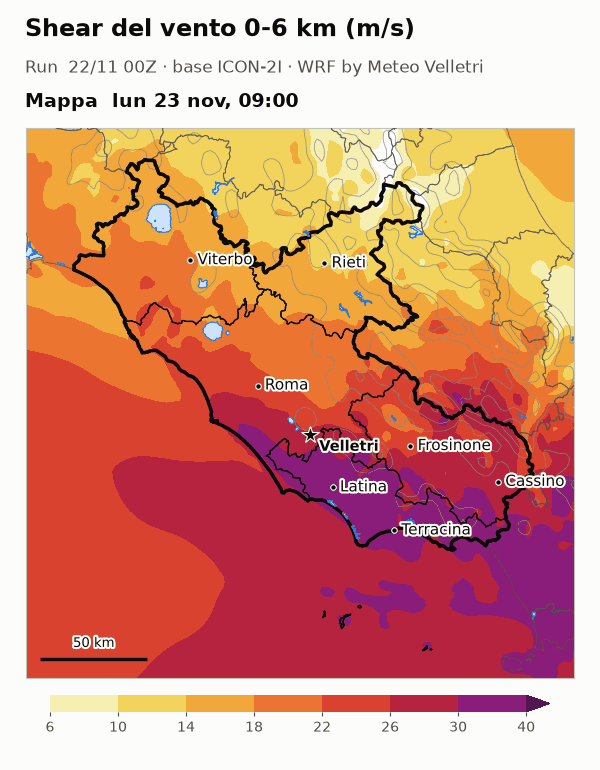 Shear del vento 0-6 km (m/s)
Run  22/11 00Z · base ICON-2I · WRF by Meteo Velletri
Mappa  lun 23 nov, 09:00
Viterbo
Rieti
Roma
Velletri
Frosinone
Cassino
Latina
Terracina
50 km
6 10 14 18 22 26 30 40